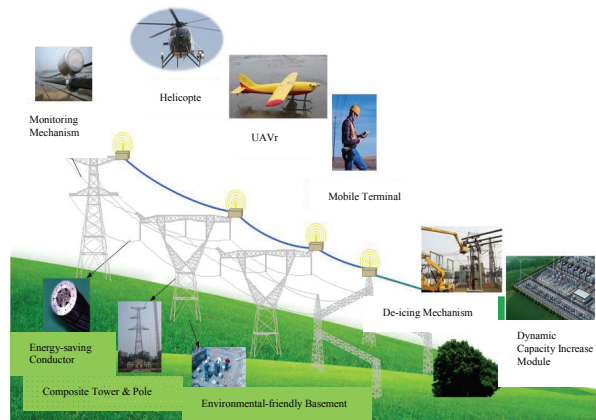 Helicopte
Monitoring
Mechanism
UAVr
Mobile Terminal
De-icing Mechanism
Dynamic
Capacity Increase
Module
Energy-saving
Conductor
Composite Tower & Pole
Environmental-friendly Basement